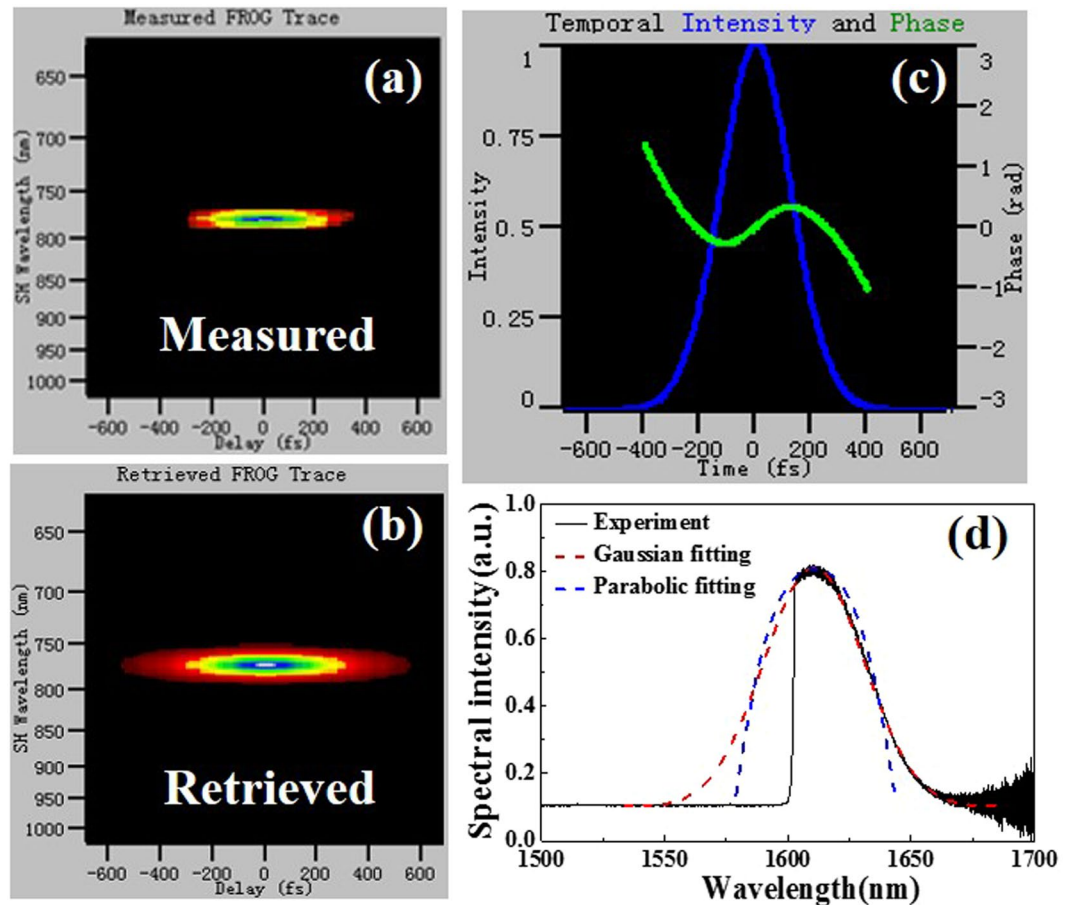 Measured FROG Trace
(a)
650
700
750
800
850
900
950
1000
SH Wavelength (nm)
Measured
-600 -400 -200 0 200 400 600
Delay (fs)
Retrieved FROG Trace
(b)
650
700
750
800
850
900
950
1000
SH Wavelength (nm)
Retrieved
-600 -400 -200 0 200 400 600
Delay (fs)
Temporal Intensity and Phase
(c)
1
0.75
0.5
0.25
0
Intensity
3
2
1
0
-1
-2
-3
Phase (rad)
-600 -400 -200 0 200 400 600
Time (fs)
(d)
Experiment
Gaussian fitting
Parabolic fitting
1.0
0.8
0.6
0.4
0.2
0.0
Spectral intensity(a.u.)
1500 1550 1600 1650 1700
Wavelength(nm)